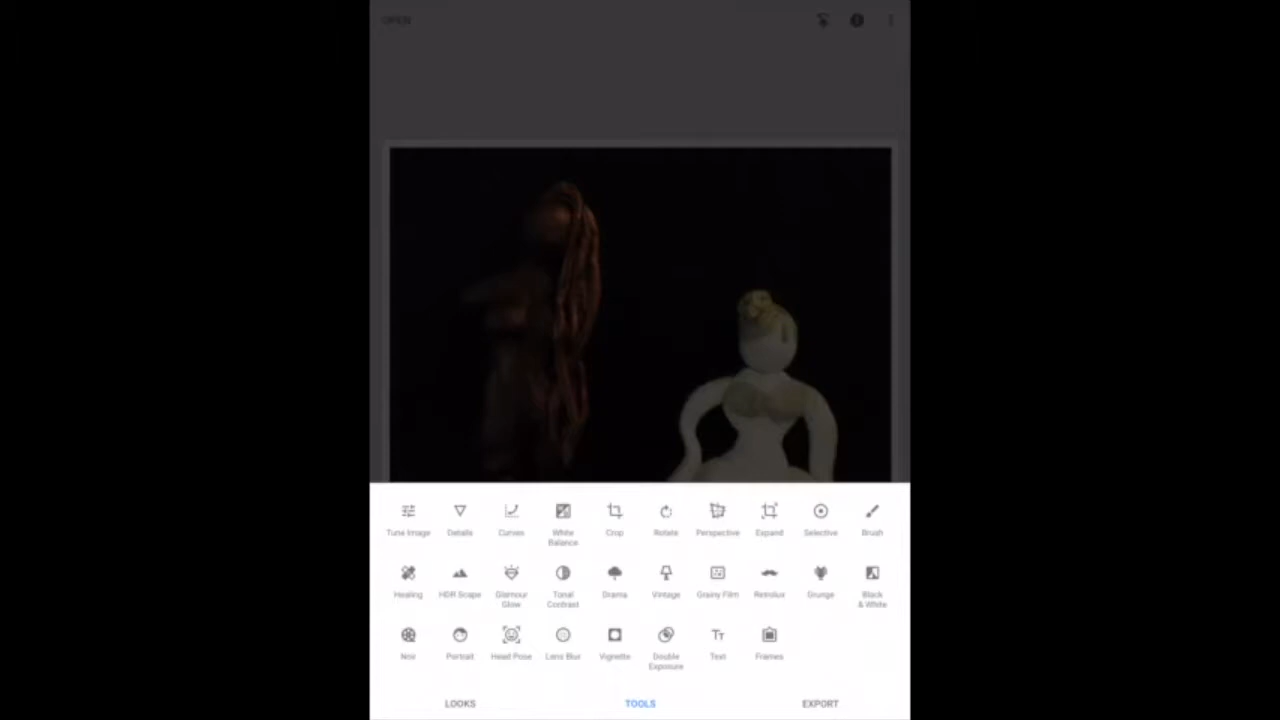 OPEN
Tune Image Details Curves White Balance Crop Rotate Perspective Expand Selective Brush
Healing HDR Scape Glamour Glow Tonal Contrast Drama Vintage Grainy Film Retrolux Grunge Black & White
Noir Portrait Head Pose Lens Blur Vignette Double Exposure Text Frames
LOOKS TOOLS EXPORT